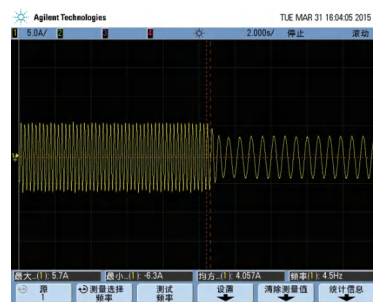 Agilent Technologies TUE MAR 31 16:04:05 2015
1 5.0A/ 2 3 4 2.000s/ 停止 滚动
最大_(1): 5.7A 最小_(1): -6.3A 均方_(1): 4.057A 频率(1): 4.5Hz
源 测量选择 测试 设置 清除测量值 统计信息
1 频率 频率